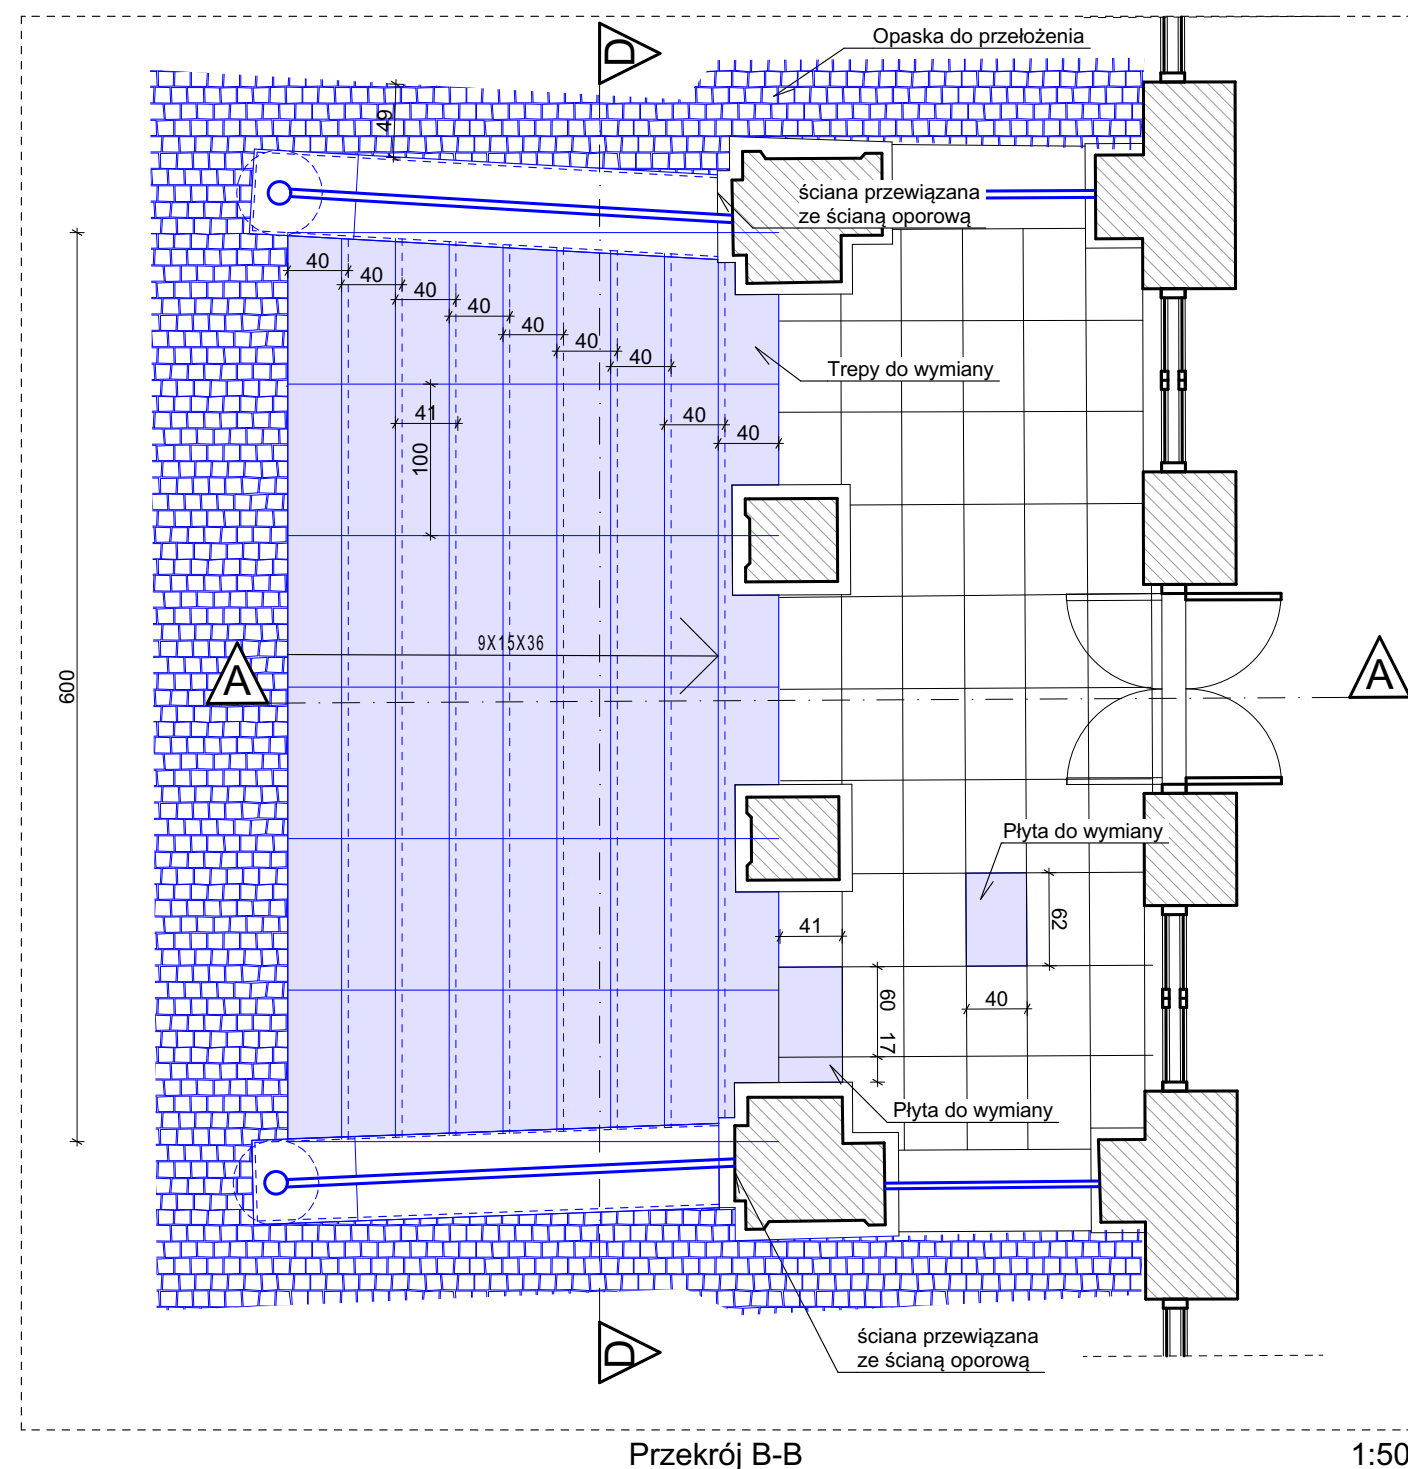 D
Opaska do przełożenia
49
ściana przewiązana
ze ścianą oporową
40
40
40
40
40
40
40
Trepy do wymiany
41
40
40
100
9X15X36
A
A
600
Płyta do wymiany
62
41
40
60
17
Płyta do wymiany
ściana przewiązana
ze ścianą oporową
D
Przekrój B-B
1:50